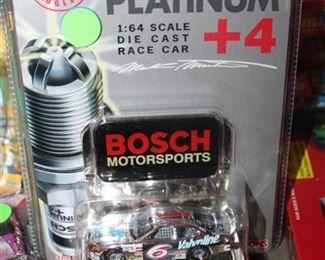 PLATINUM
1:64 SCALE
DIE CAST
RACE CAR
+4
BOSCH
MOTORSPORTS
Valvoline
6